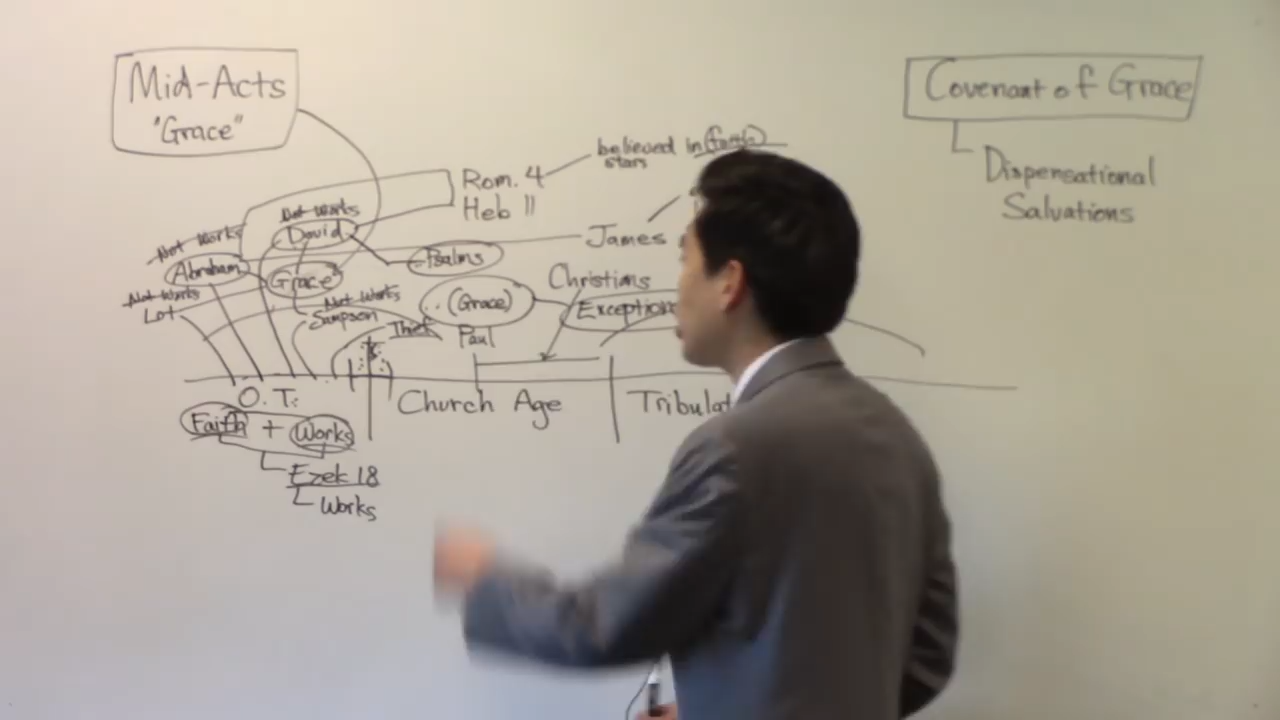 Mid-Acts
"Grace"
Covenant of Grace
Dispensational
Salvations
believed in
stars
Rom. 4
Heb 11
James
Not Works
David
Psalms
Not Works
Abraham
Grace"
Christians
Exception
Not Works
Lot
Not Works
Simpson
.. (Grace)"
Thief
Paul
O.T.
Church Age
Tribulat
Faith + Works
Ezek 18
Works